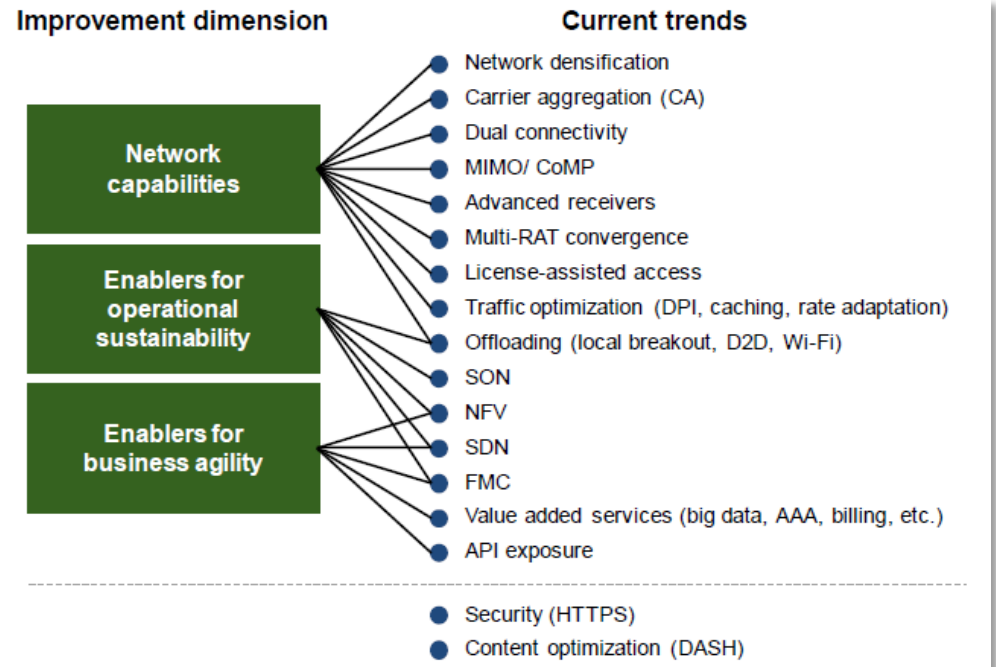 Improvement dimension
Current trends
Network
capabilities
Enablers for
operational
sustainability
Enablers for
business agility
Network densification
Carrier aggregation (CA)
Dual connectivity
MIMO/ CoMP
Advanced receivers
Multi-RAT convergence
License-assisted access
Traffic optimization (DPI, caching, rate adaptation)
Offloading (local breakout, D2D, Wi-Fi)
SON
NFV
SDN
FMC
Value added services (big data, AAA, billing, etc.)
API exposure
Security (HTTPS)
Content optimization (DASH)